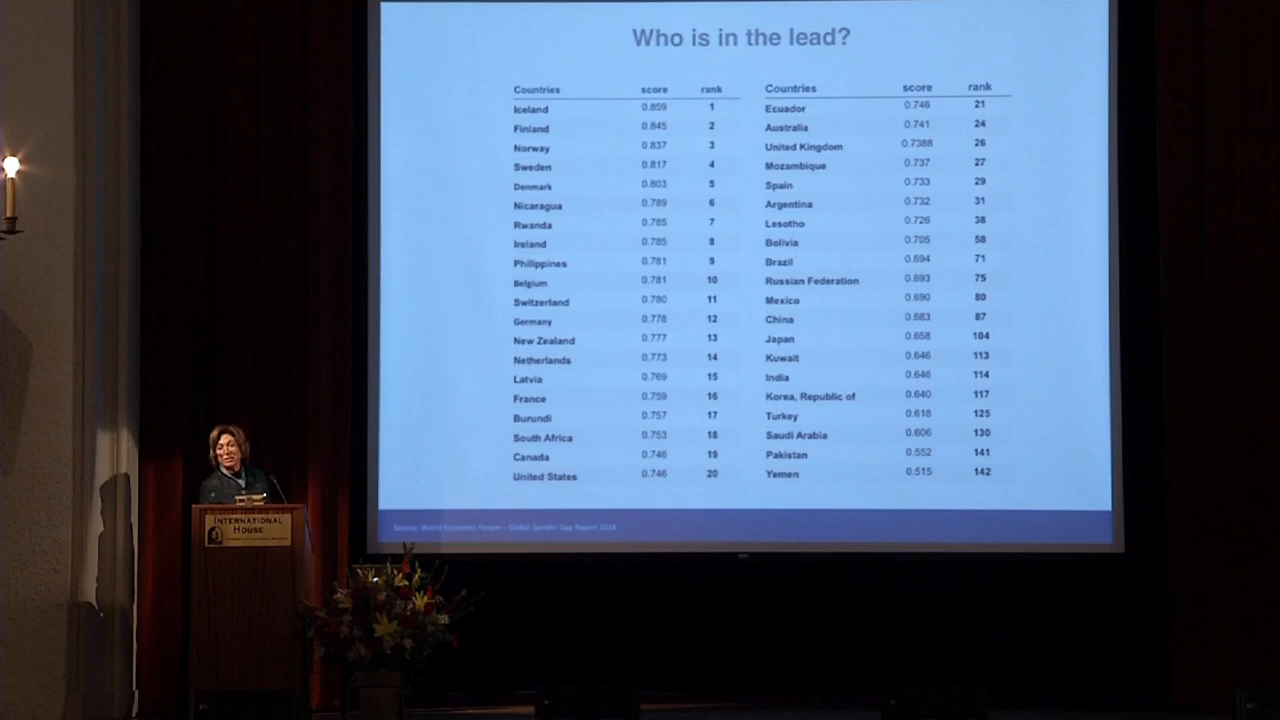 Who is in the lead?
Countries score rank
Iceland 0.859 1
Finland 0.845 2
Norway 0.837 3
Sweden 0.817 4
Denmark 0.803 5
Nicaragua 0.789 6
Rwanda 0.785 7
Ireland 0.785 8
Philippines 0.781 9
Belgium 0.781 10
Switzerland 0.780 11
Germany 0.778 12
New Zealand 0.777 13
Netherlands 0.773 14
Latvia 0.769 15
France 0.759 16
Burundi 0.757 17
South Africa 0.753 18
Canada 0.746 19
United States 0.746 20
Countries score rank
Ecuador 0.746 21
Australia 0.741 24
United Kingdom 0.7388 26
Mozambique 0.737 27
Spain 0.733 29
Argentina 0.732 31
Lesotho 0.726 38
Bolivia 0.705 58
Brazil 0.694 71
Russian Federation 0.693 75
Mexico 0.690 80
China 0.683 87
Japan 0.658 104
Kuwait 0.646 113
India 0.646 114
Korea, Republic of 0.640 117
Turkey 0.618 125
Saudi Arabia 0.606 130
Pakistan 0.552 141
Yemen 0.515 142
Source: World Economic Forum – Global Gender Gap Report 2014
INTERNATIONAL
HOUSE